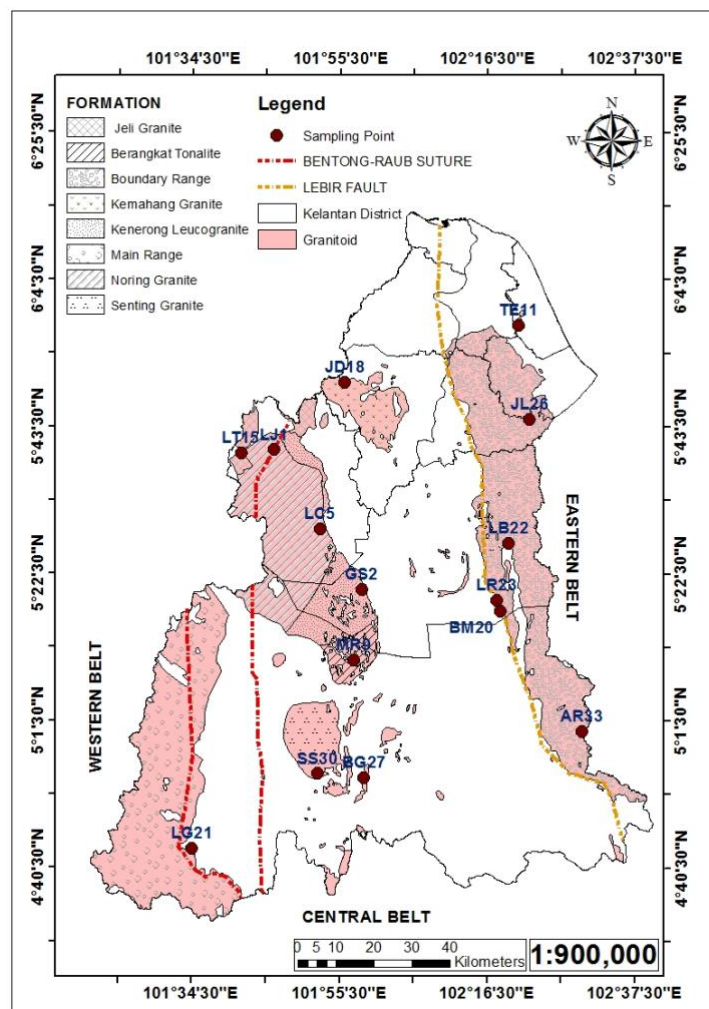 101°34'30"E 101°55'30"E 102°16'30"E 102°37'30"E
FORMATION
Jeli Granite
Berangkat Tonalite
Boundary Range
Kemahang Granite
Kenerong Leucogranite
Main Range
Noring Granite
Senting Granite
Legend
Sampling Point
BENTONG-RAUB SUTURE
LEBIR FAULT
Kelantan District
Granitoid
N
W E
S
6°25'30"N 6°25'30"N
6°4'30"N 6°4'30"N
5°43'30"N 5°43'30"N
5°22'30"N 5°22'30"N
5°1'30"N 5°1'30"N
4°40'30"N 4°40'30"N
TE11
JD18
JL26
LT15 LJ1
LC5
LB22
GS2
LR23
BM20
MR9
AR33
SS30 BG27
LG21
EASTERN BELT
WESTERN BELT
CENTRAL BELT
0 5 10 20 30 40
Kilometers
1:900,000
101°34'30"E 101°55'30"E 102°16'30"E 102°37'30"E